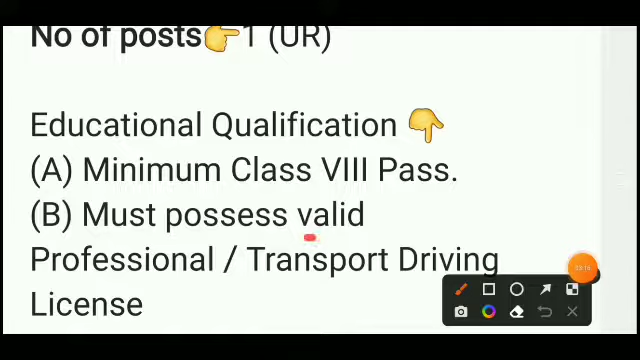 No of posts👉1 (UR)
Educational Qualification 👇
(A) Minimum Class VIII Pass.
(B) Must possess valid
Professional / Transport Driving
License